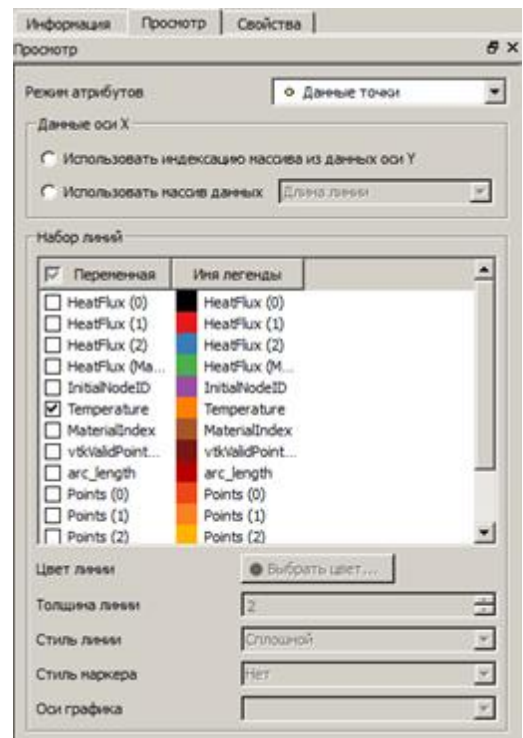 Информация Просмотр Свойства
Просмотр
Режим атрибутов Данные точки
Данные оси X
Использовать индексацию массива из данных оси Y
Использовать массив данных Длина линии
Набор линий
Переменная Имя легенды
HeatFlux (0) HeatFlux (0)
HeatFlux (1) HeatFlux (1)
HeatFlux (2) HeatFlux (2)
HeatFlux (Ma... HeatFlux (M...
InitialNodeID InitialNodeID
Temperature Temperature
MaterialIndex MaterialIndex
vtkValidPoint... vtkValidPoint...
arc_length arc_length
Points (0) Points (0)
Points (1) Points (1)
Points (2) Points (2)
Цвет линии Выбрать цвет...
Толщина линии 2
Стиль линии Сплошной
Стиль маркера Нет
Оси графика